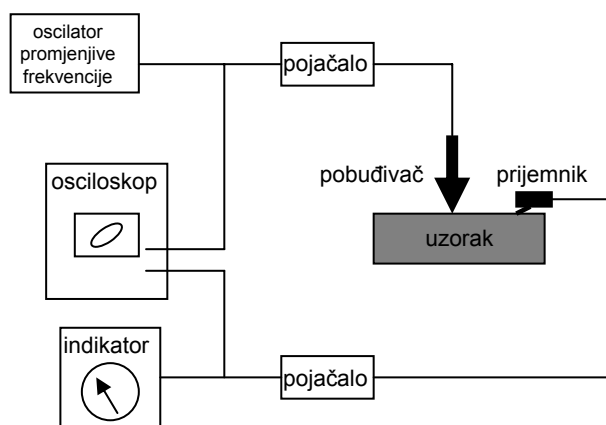 oscilator
promjenjive
frekvencije
pojačalo
pobuđivač
prijemnik
osciloskop
uzorak
indikator
pojačalo